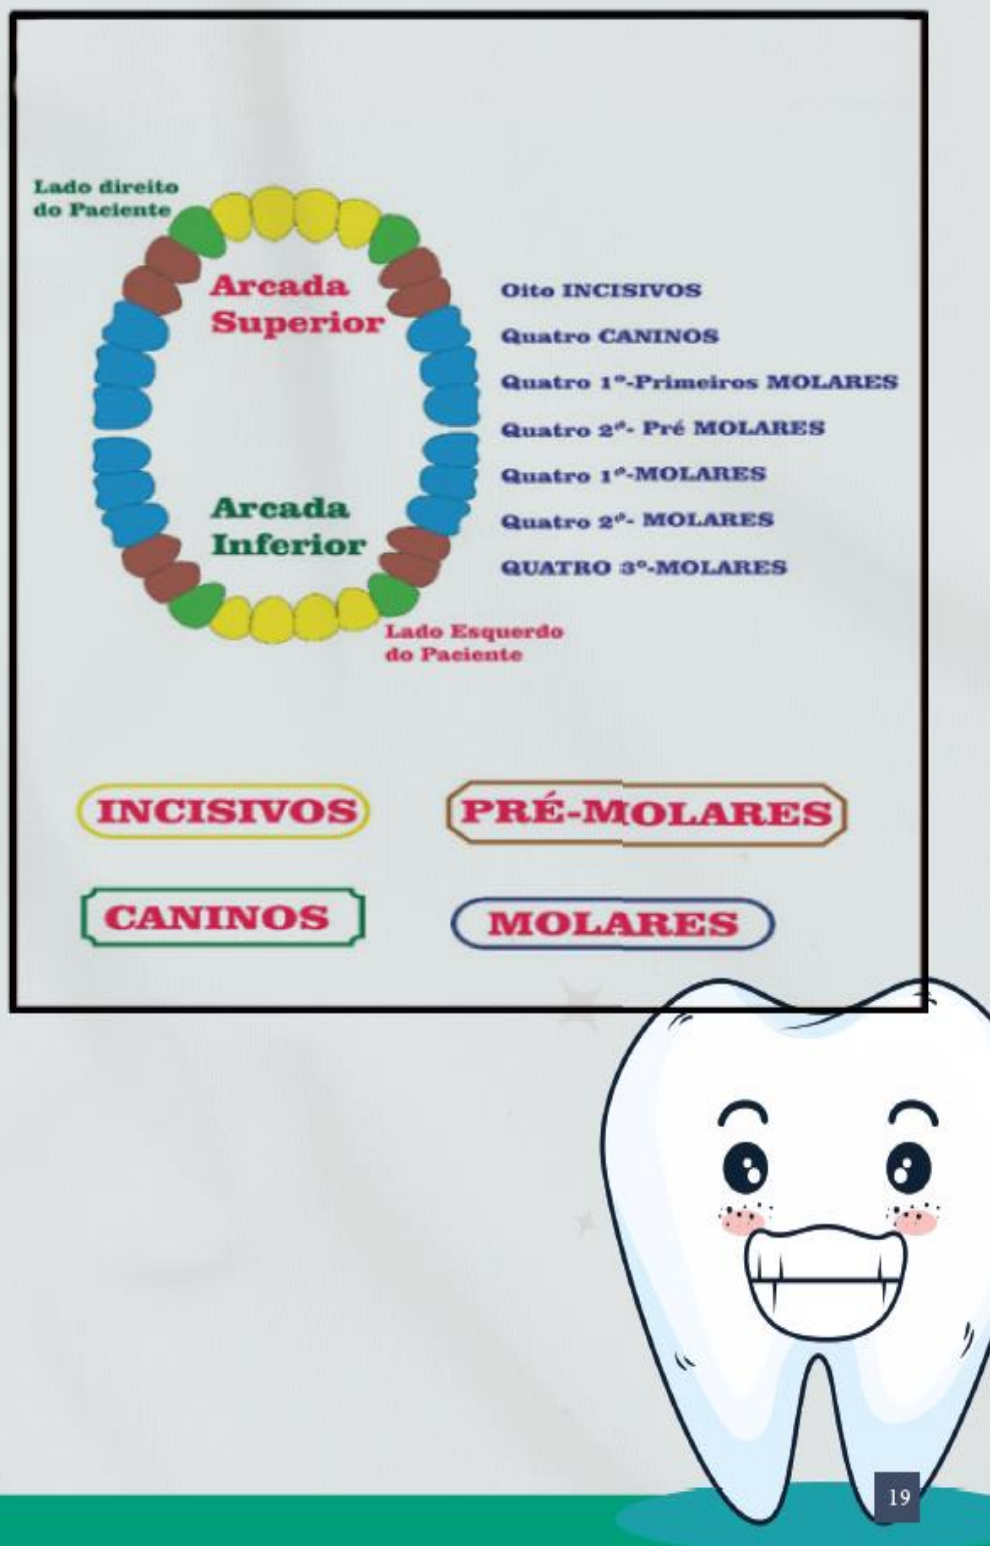 Lado direito
do Paciente
Arcada
Superior
Oito INCISIVOS
Quatro CANINOS
Quatro 1º-Primeiros MOLARES
Quatro 2º- Pré MOLARES
Quatro 1º-MOLARES
Quatro 2º- MOLARES
QUATRO 3º-MOLARES
Arcada
Inferior
Lado Esquerdo
do Paciente
INCISIVOS
PRÉ-MOLARES
CANINOS
MOLARES
19